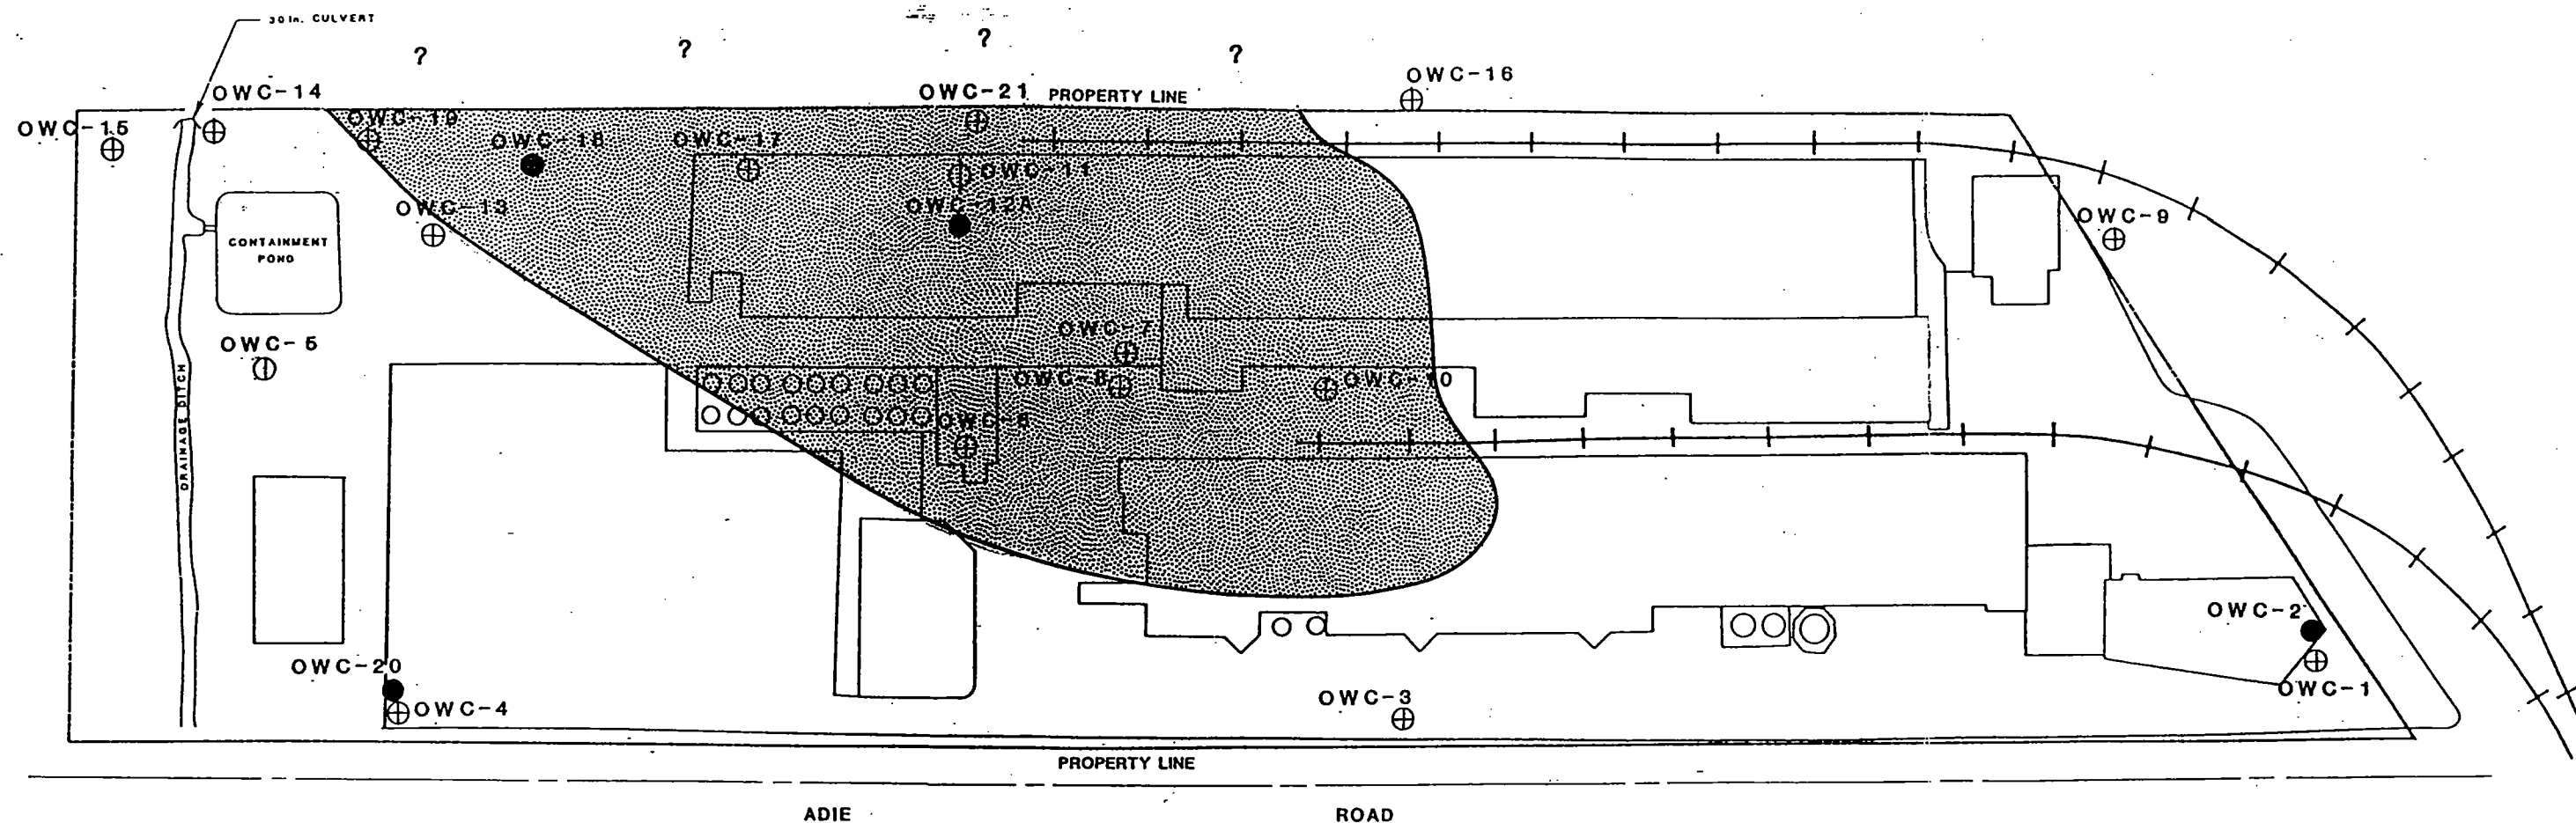 30 In. CULVERT
? ? ? ?
OWC-16
OWC-14
OWC-21 PROPERTY LINE
OWC-15
OWC-19
OWC-18
OWC-17
OWC-11
OWC-13
OWC-12A
OWC-9
CONTAINMENT
POND
OWC-7
OWC-5
OWC-8
OWC-10
DRAINAGE DITCH
OWC-6
OWC-2
OWC-20
OWC-1
OWC-3
OWC-4
PROPERTY LINE
ADIE ROAD